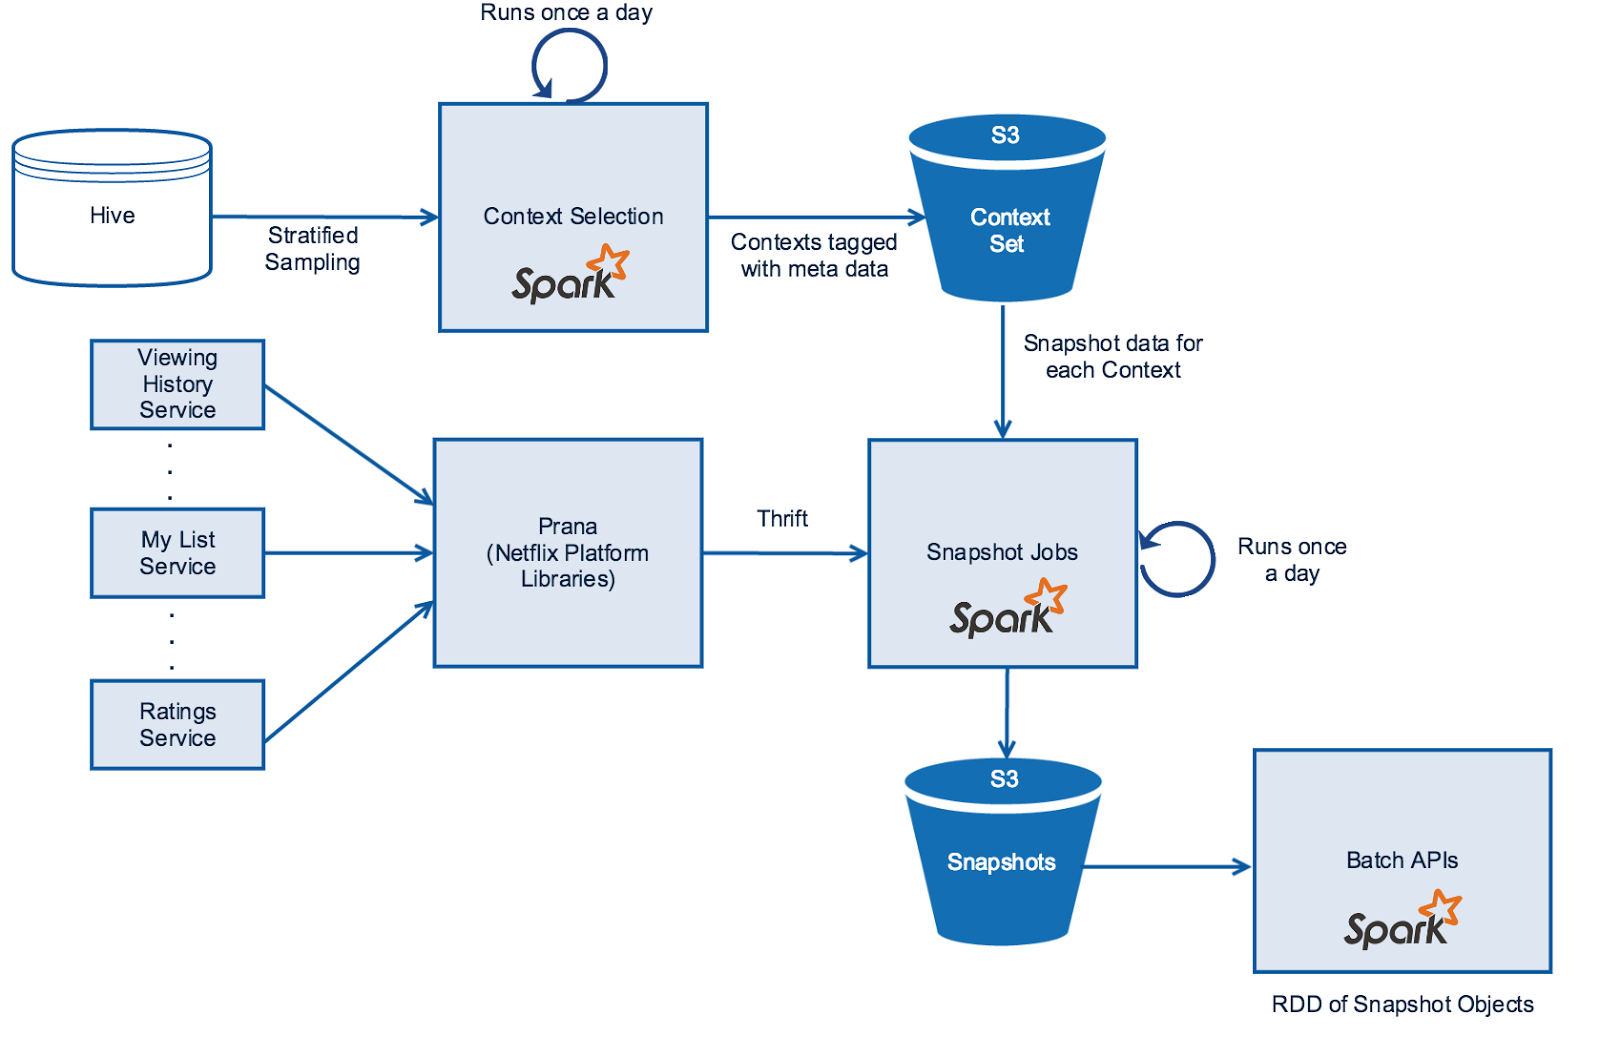 Runs once a day
Hive
Stratified
Sampling
Context Selection
Spark
Contexts tagged
with meta data
S3
Context
Set
Snapshot data for
each Context
Viewing
History
Service
My List
Service
Ratings
Service
Prana
(Netflix Platform
Libraries)
Thrift
Snapshot Jobs
Spark
Runs once
a day
S3
Snapshots
Batch APIs
Spark
RDD of Snapshot Objects